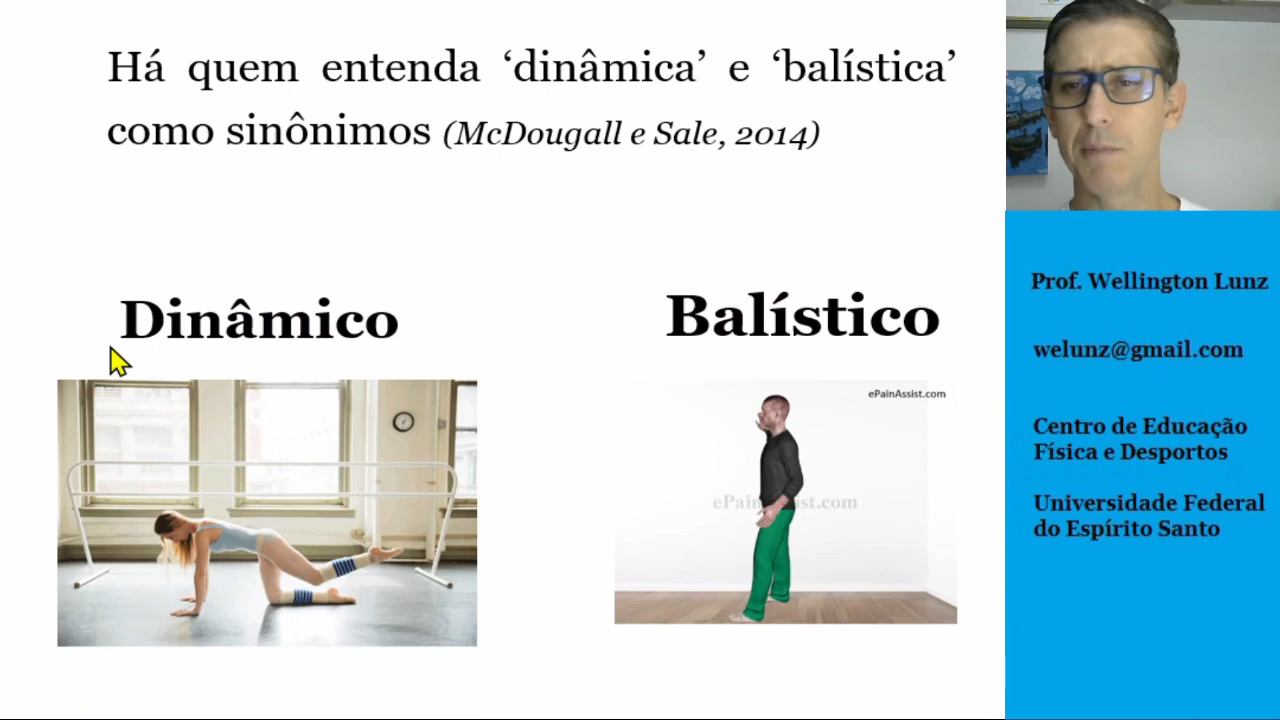 Há quem entenda ‘dinâmica’ e ‘balística’
como sinônimos (McDougall e Sale, 2014)
Dinâmico
Balístico
ePainAssist.com
ePainAssist.com
Prof. Wellington Lunz
welunz@gmail.com
Centro de Educação
Física e Desportos
Universidade Federal
do Espírito Santo